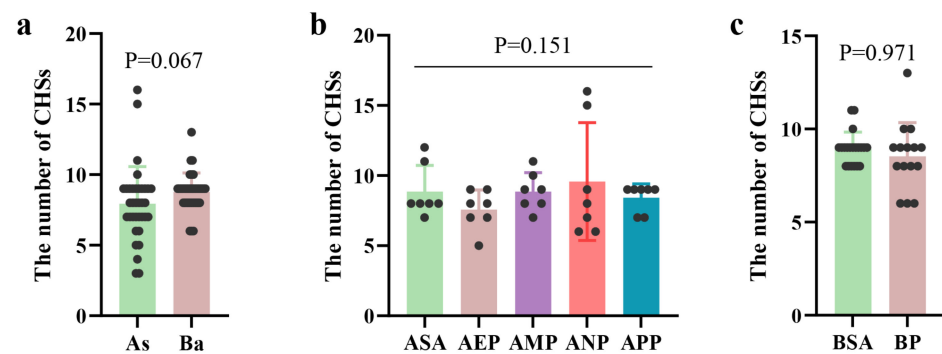 a
The number of CHSs
20
15
10
5
0
P=0.067
As Ba
b
The number of CHSs
20
15
10
5
0
P=0.151
ASA AEP AMP ANP APP
c
The number of CHSs
15
10
5
0
P=0.971
BSA BP